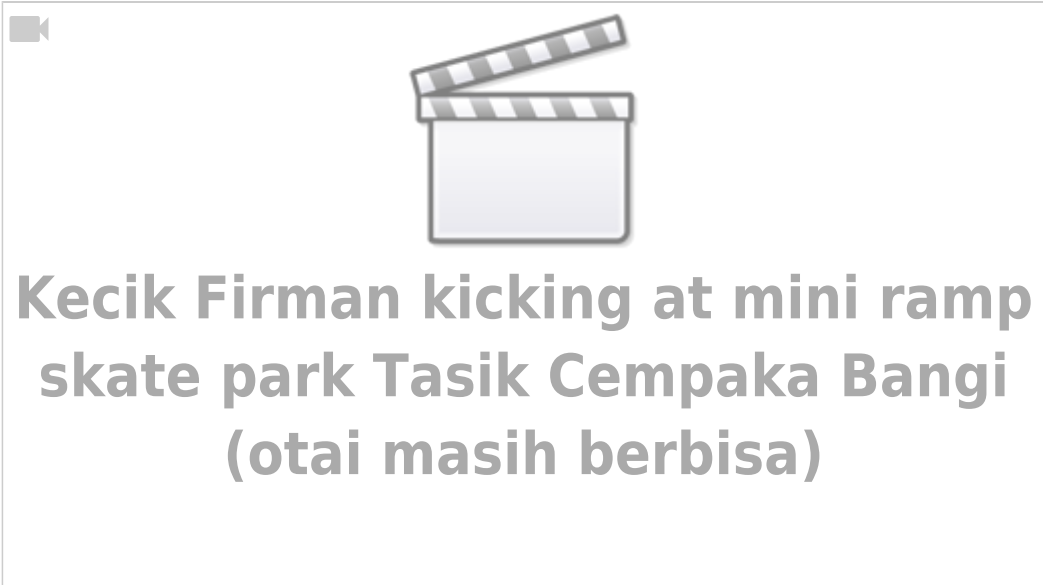 Kecik Firman kicking at mini ramp
skate park Tasik Cempaka Bangi
(otai masih berbisa)